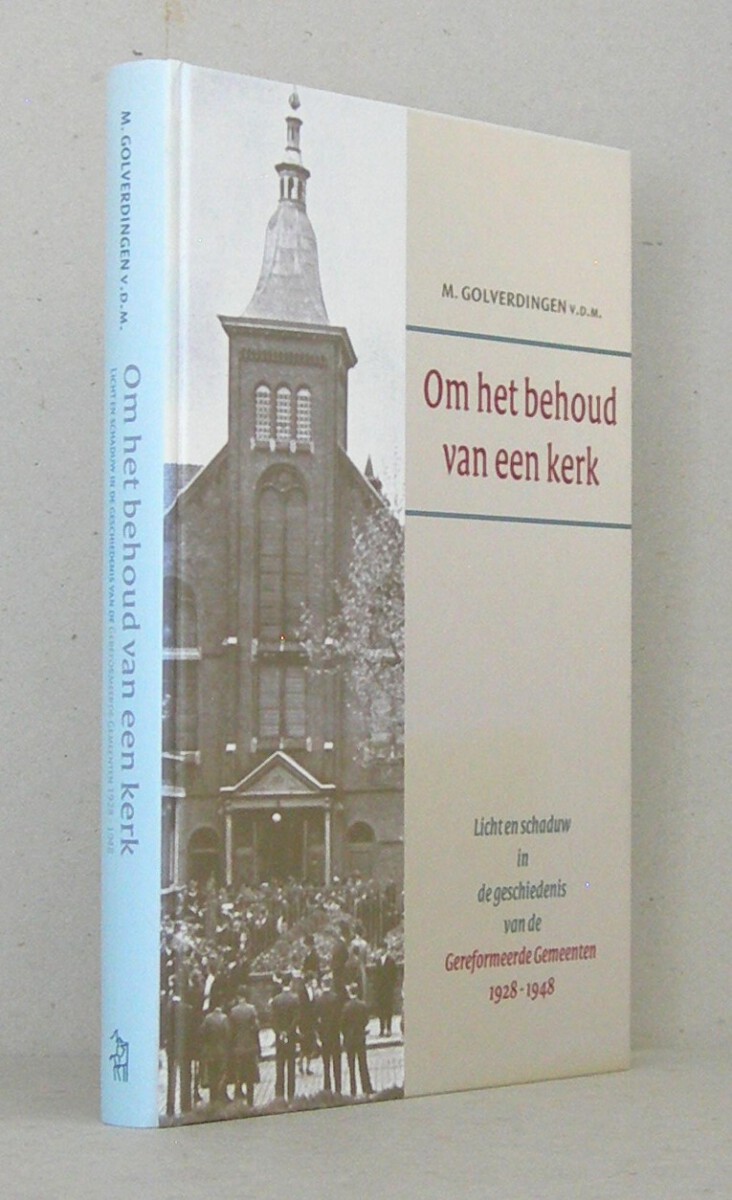 M. GOLVERDINGEN V.D.M.
Om het behoud van een kerk
LICHT EN SCHADUW IN DE GESCHIEDENIS VAN DE GEREFORMEERDE GEMEENTEN 1928 - 1948
M. GOLVERDINGEN V.D.M.
Om het behoud
van een kerk
Licht en schaduw
in
de geschiedenis
van de
Gereformeerde Gemeenten
1928 - 1948